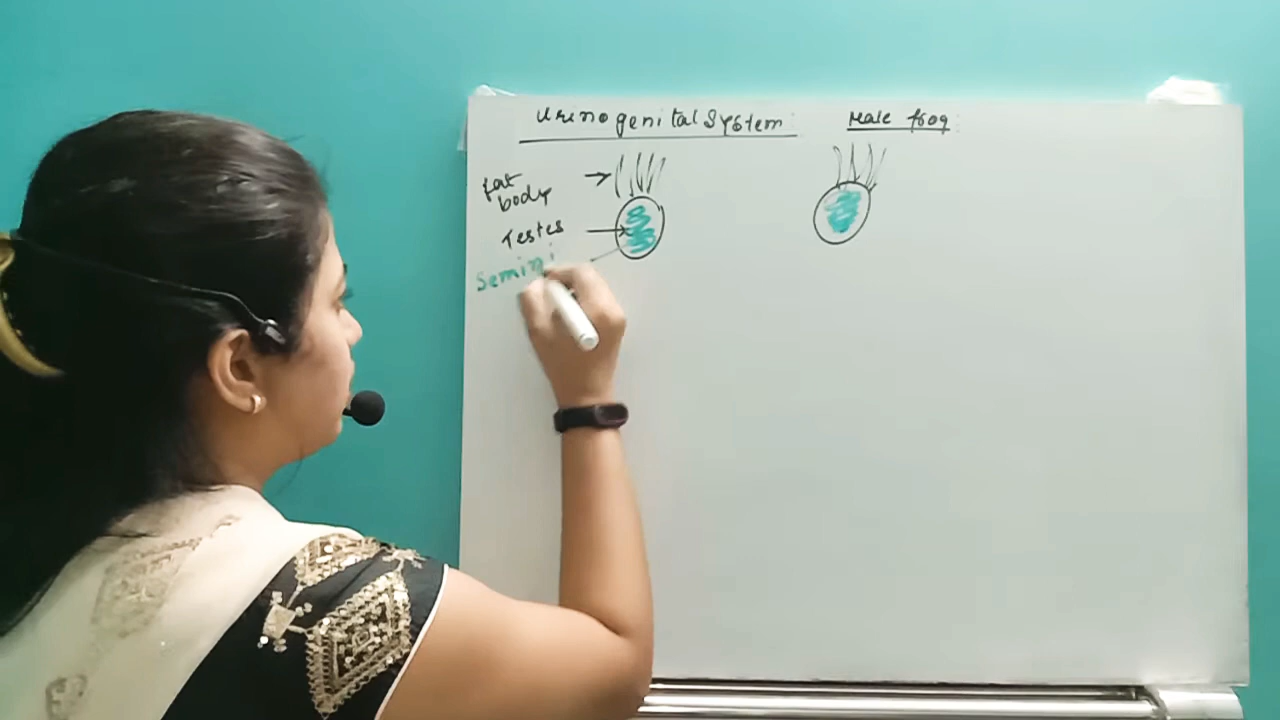 Urinogenital System Male frog
fat
body
Testes
Semini